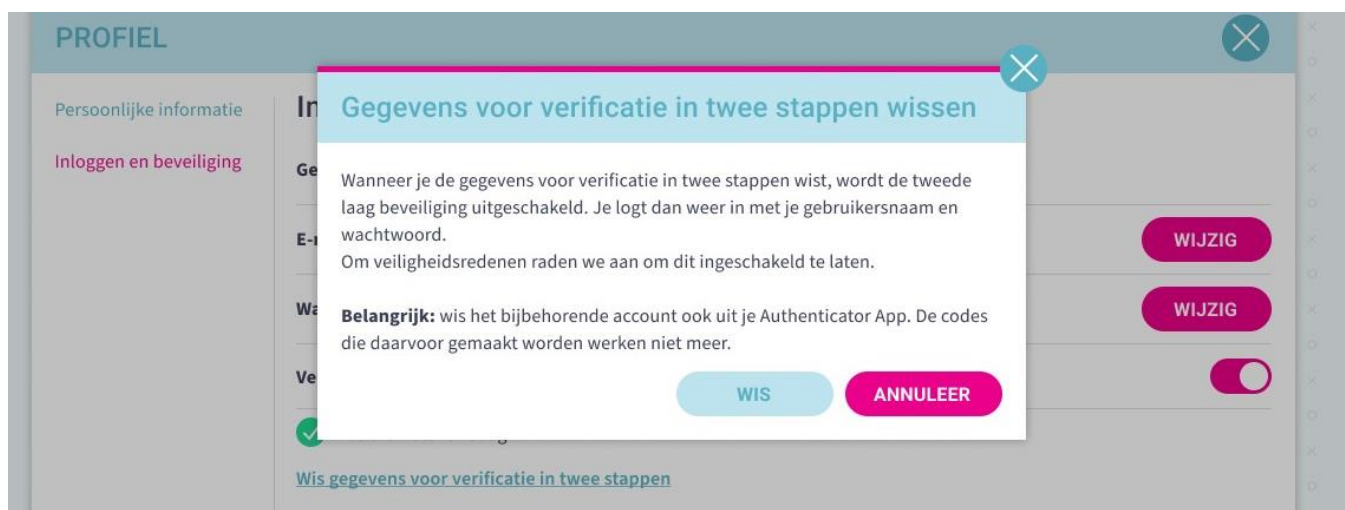 PROFIEL
Gegevens voor verificatie in twee stappen wissen
Persoonlijke informatie
Inloggen en beveiliging
Wanneer je de gegevens voor verificatie in twee stappen wist, wordt de tweede
laag beveiliging uitgeschakeld. Je logt dan weer in met je gebruikersnaam en
wachtwoord.
Om veiligheidsredenen raden we aan om dit ingeschakeld te laten.
Belangrijk: wis het bijbehorende account ook uit je Authenticator App. De codes
die daarvoor gemaakt worden werken niet meer.
WIS
ANNULEER
In
Ge
E-
WIJZIG
Wa
WIJZIG
Ve
Wis gegevens voor verificatie in twee stappen